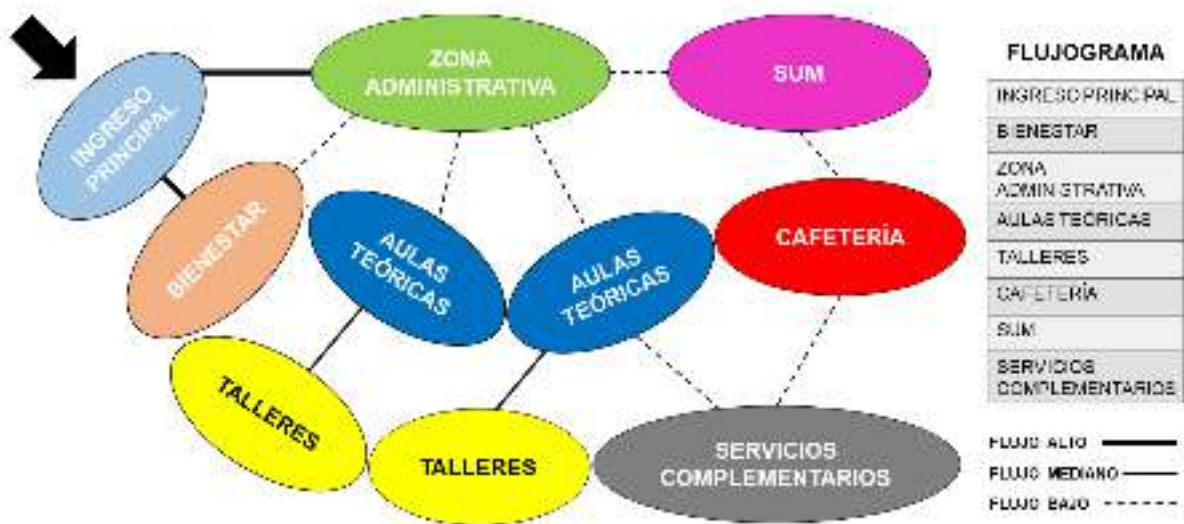 ZONA
ADMINISTRATIVA
SUM
INGRESO
PRINCIPAL
BIENESTAR
AULAS
TEÓRICAS
AULAS
TEÓRICAS
CAFETERÍA
TALLERES
TALLERES
SERVICIOS
COMPLEMENTARIOS
FLUJOGRAMA
INGRESO PRINCIPAL
BIENESTAR
ZONA
ADMINISTRATIVA
AULAS TEÓRICAS
TALLERES
CAFETERÍA
SUM
SERVICIOS
COMPLEMENTARIOS
FLUJO ALTO
FLUJO MEDIANO
FLUJO BAJO